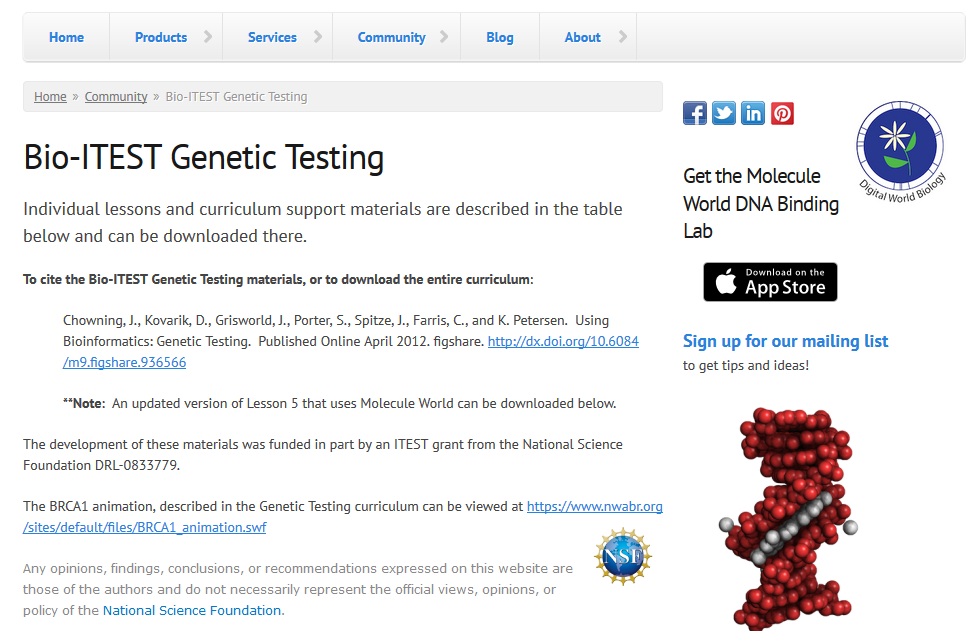 Home Products Services Community Blog About
Home » Community » Bio-ITEST Genetic Testing
Bio-ITEST Genetic Testing
Individual lessons and curriculum support materials are described in the table
below and can be downloaded there.
To cite the Bio-ITEST Genetic Testing materials, or to download the entire curriculum:
Chowning, J., Kovarik, D., Grisworld, J., Porter, S., Spitze, J., Farris, C., and K. Petersen. Using
Bioinformatics: Genetic Testing. Published Online April 2012. figshare. http://dx.doi.org/10.6084
/m9.figshare.936566
**Note: An updated version of Lesson 5 that uses Molecule World can be downloaded below.
The development of these materials was funded in part by an ITEST grant from the National Science
Foundation DRL-0833779.
The BRCA1 animation, described in the Genetic Testing curriculum can be viewed at https://www.nwabr.org
/sites/default/files/BRCA1_animation.swf
NSF
Any opinions, findings, conclusions, or recommendations expressed on this website are
those of the authors and do not necessarily represent the official views, opinions, or
policy of the National Science Foundation.
f in
Digital World Biology
Get the Molecule
World DNA Binding
Lab
Download on the
App Store
Sign up for our mailing list
to get tips and ideas!